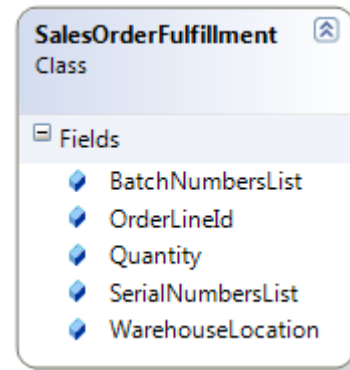 SalesOrderFulfillment
Class
Fields
BatchNumbersList
OrderLineId
Quantity
SerialNumbersList
WarehouseLocation